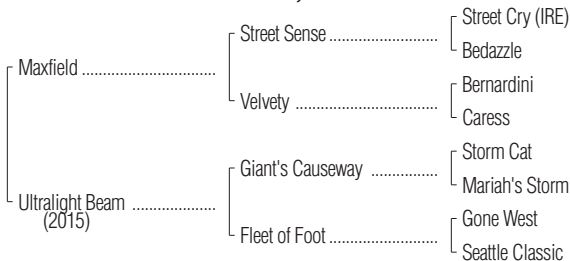 Street Cry (IRE)
Street Sense ..............................
Bedazzle
Maxfield .....................................
Bernardini
Velvety .......................................
Caress
Storm Cat
Giant's Causeway ...................
Mariah's Storm
Ultralight Beam .......................
(2015)
Gone West
Fleet of Foot ..............................
Seattle Classic